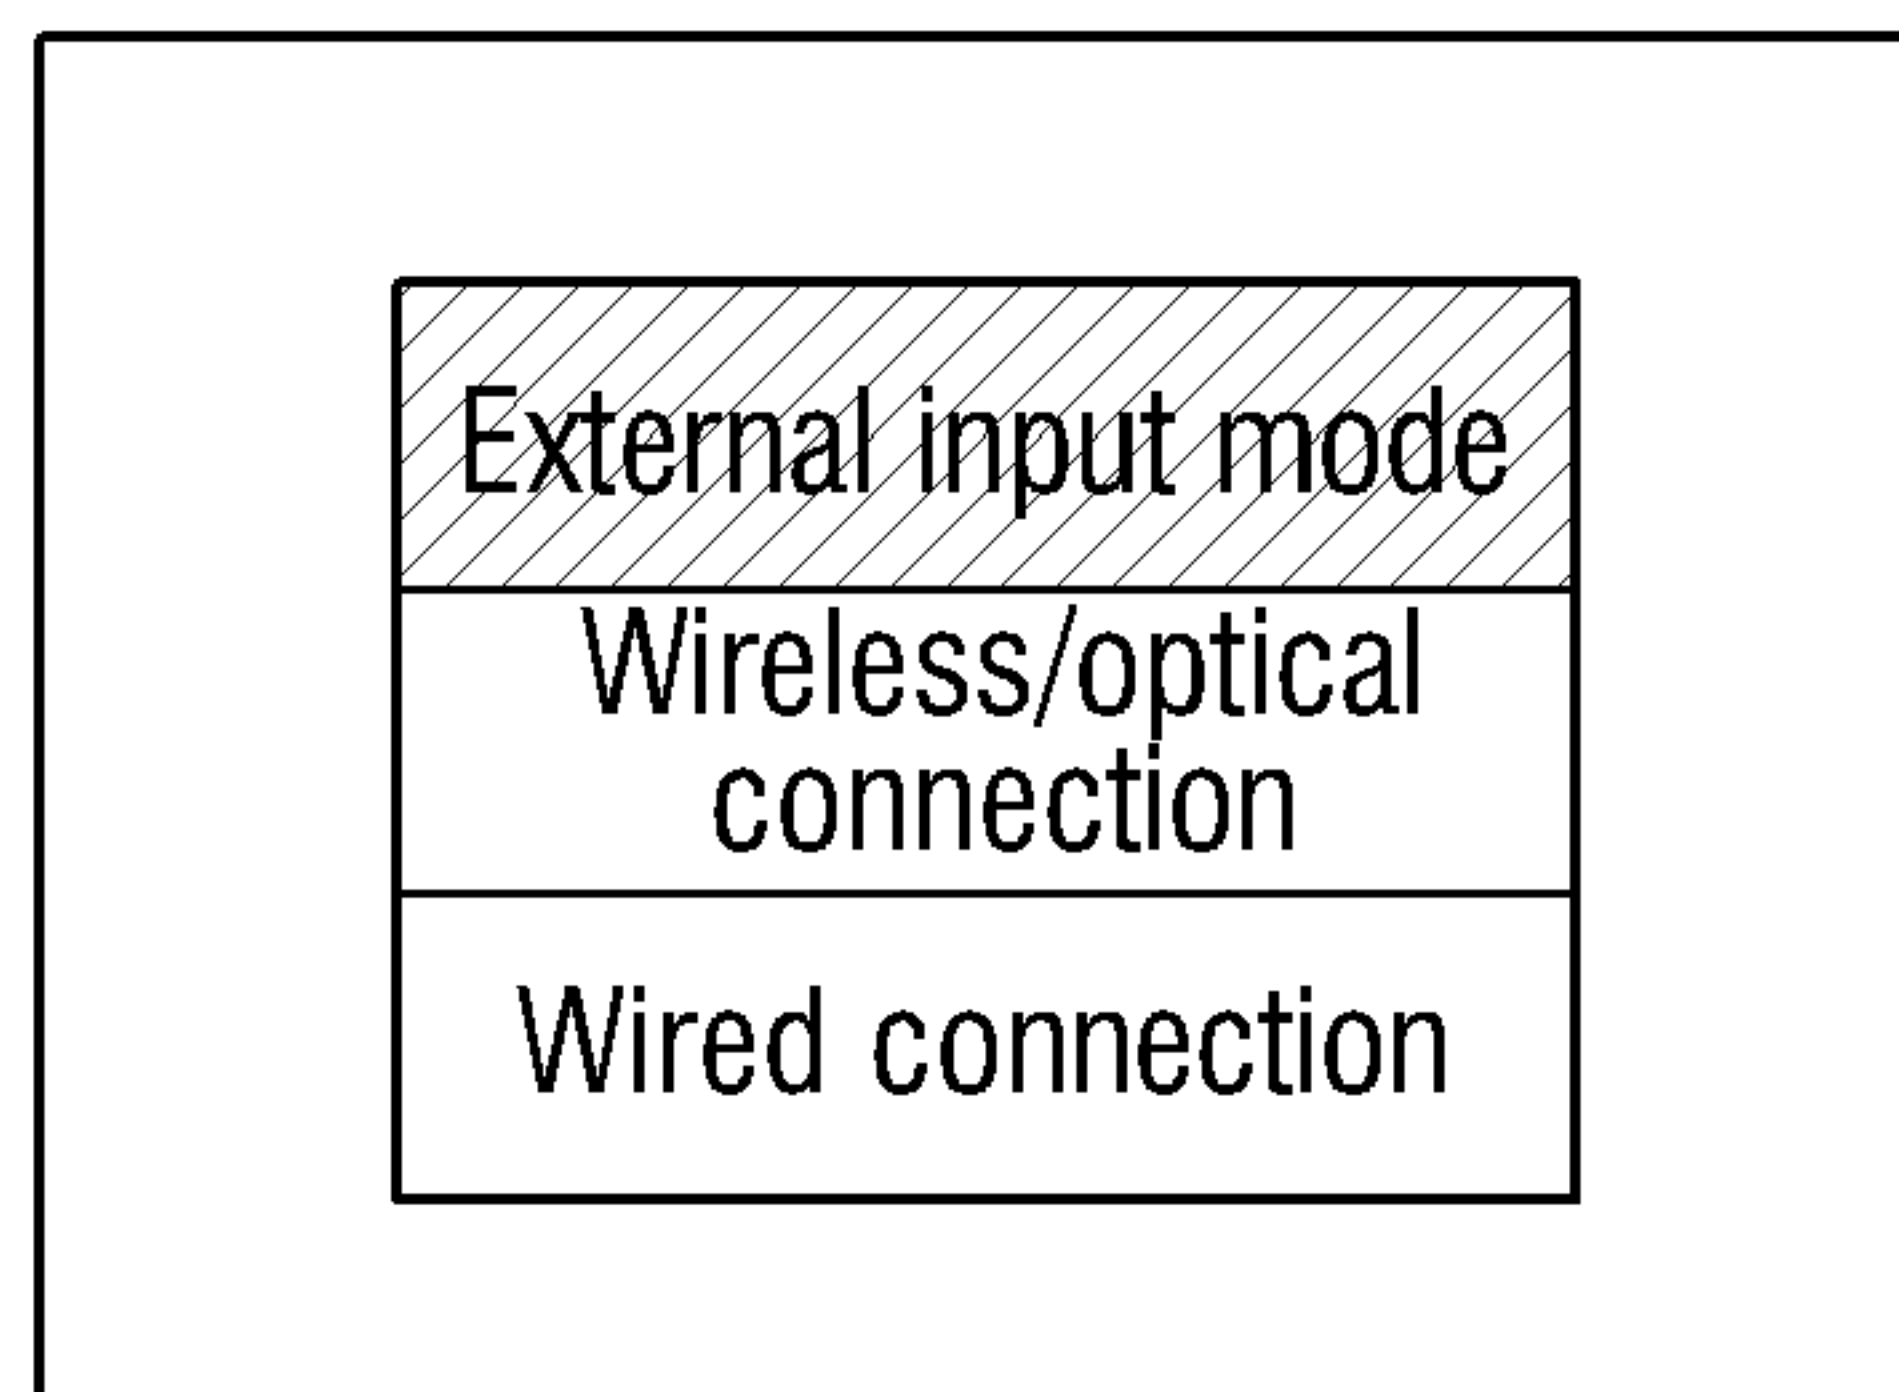 External input mode
Wireless/optical
connection
Wired connection